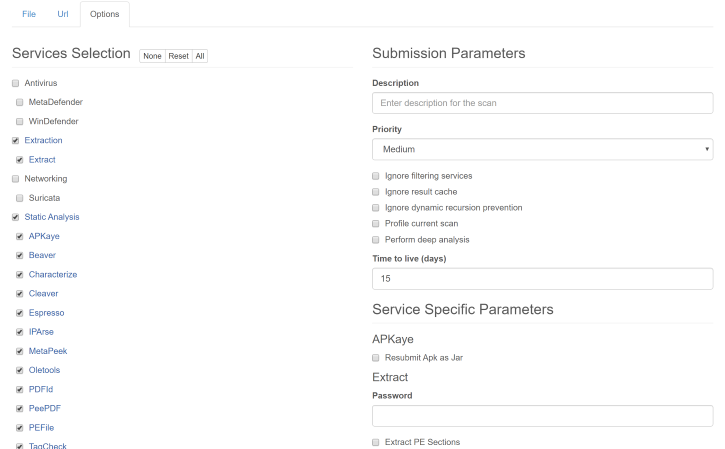 File Url Options
Services Selection None Reset All
Antivirus
MetaDefender
WinDefender
Extraction
Extract
Networking
Suricata
Static Analysis
APKaye
Beaver
Characterize
Cleaver
Espresso
IPArse
MetaPeek
Oletools
PDFId
PeePDF
PEFile
TagCheck
Submission Parameters
Description
Enter description for the scan
Priority
Medium
Ignore filtering services
Ignore result cache
Ignore dynamic recursion prevention
Profile current scan
Perform deep analysis
Time to live (days)
15
Service Specific Parameters
APKaye
Resubmit Apk as Jar
Extract
Password
Extract PE Sections